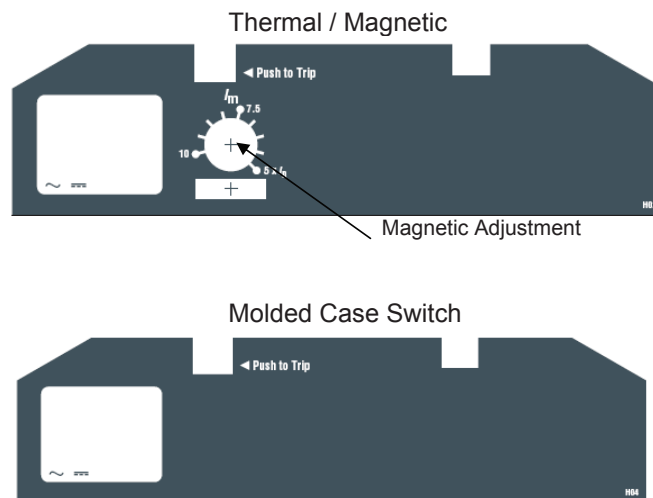 Thermal / Magnetic
◄ Push to Trip
Im
7.5
10
5 x In
Magnetic Adjustment
Molded Case Switch
◄ Push to Trip
H04